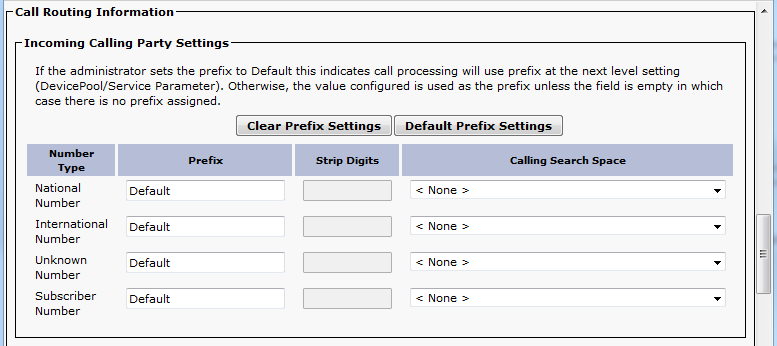 Call Routing Information
Incoming Calling Party Settings
If the administrator sets the prefix to Default this indicates call processing will use prefix at the next level setting
(DevicePool/Service Parameter). Otherwise, the value configured is used as the prefix unless the field is empty in which
case there is no prefix assigned.
Clear Prefix Settings Default Prefix Settings
Number Type Prefix Strip Digits Calling Search Space
National Number Default < None >
International Number Default < None >
Unknown Number Default < None >
Subscriber Number Default < None >